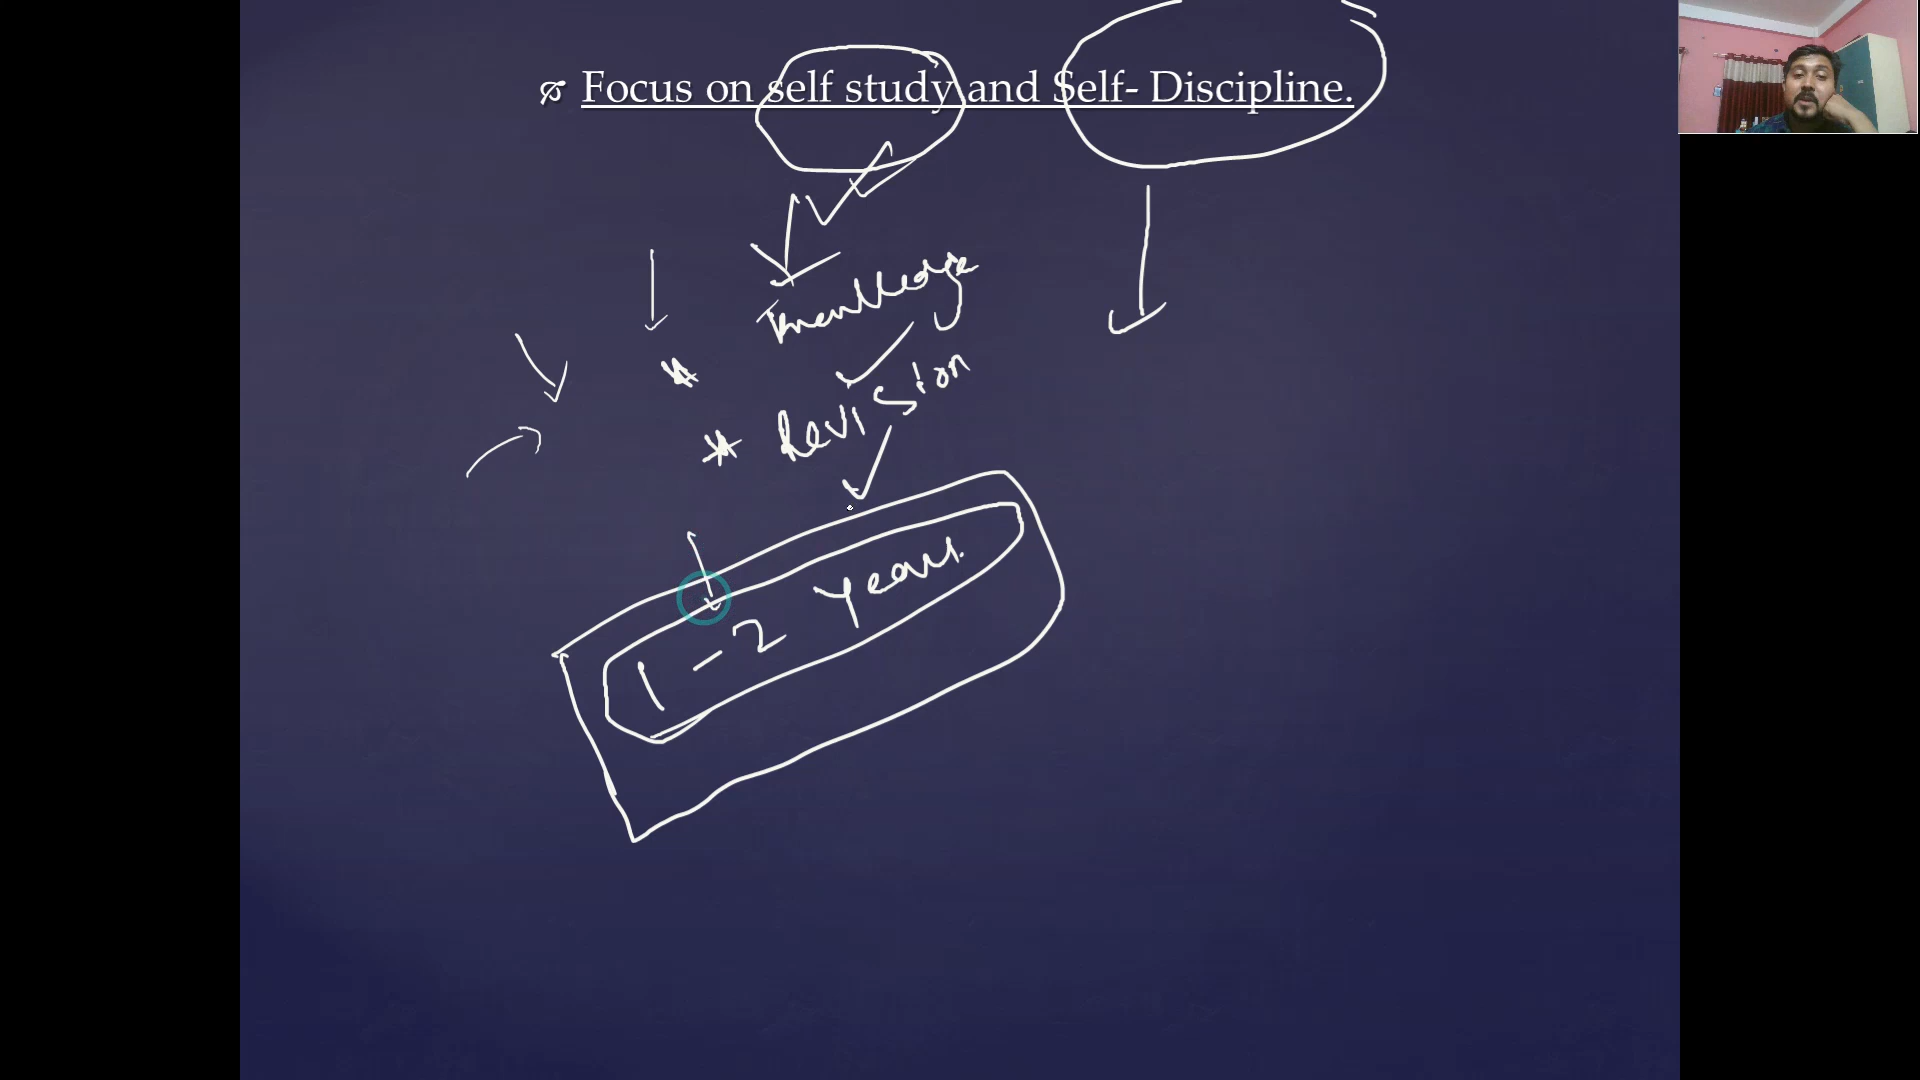 Focus on self study and Self- Discipline.
Knowledge
* 
* Revision
1-2 years.